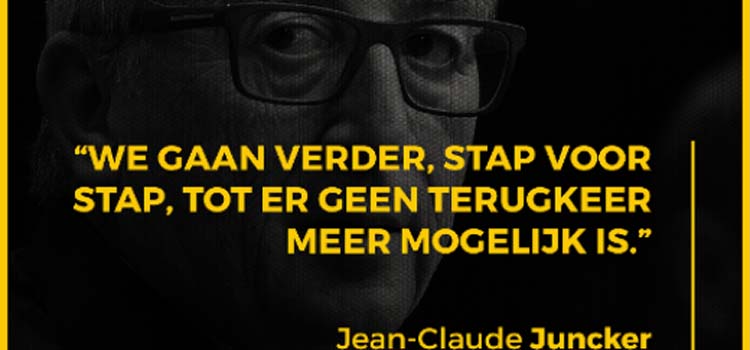 “WE GAAN VERDER, STAP VOOR
STAP, TOT ER GEEN TERUGKEER
MEER MOGELIJK IS.”
Jean-Claude Juncker